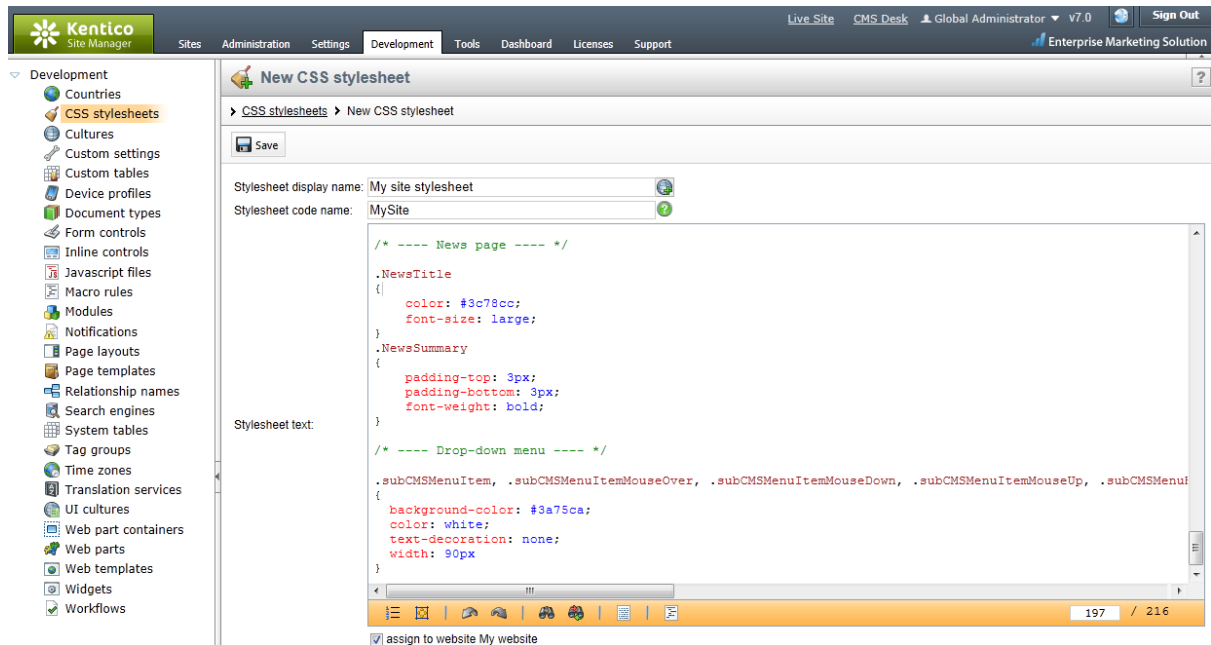 Kentico
Site Manager
Sites Administration Settings Development Tools Dashboard Licenses Support
Live Site CMS Desk Global Administrator v7.0 Sign Out
Enterprise Marketing Solution
Development
Countries
CSS stylesheets
Cultures
Custom settings
Custom tables
Device profiles
Document types
Form controls
Inline controls
Javascript files
Macro rules
Modules
Notifications
Page layouts
Page templates
Relationship names
Search engines
System tables
Tag groups
Time zones
Translation services
UI cultures
Web part containers
Web parts
Web templates
Widgets
Workflows
New CSS stylesheet
?
CSS stylesheets > New CSS stylesheet
Save
Stylesheet display name: My site stylesheet
Stylesheet code name: MySite
Stylesheet text:
/* ---- News page ---- */
.NewsTitle
{
color: #3c78cc;
font-size: large;
}
.NewsSummary
{
padding-top: 3px;
padding-bottom: 3px;
font-weight: bold;
}
/* ---- Drop-down menu ---- */
.subCMSMenuItem, .subCMSMenuItemMouseOver, .subCMSMenuItemMouseDown, .subCMSMenuItemMouseUp, .subCMSMenu
{
background-color: #3a75ca;
color: white;
text-decoration: none;
width: 90px
}
197 / 216
assign to website My website